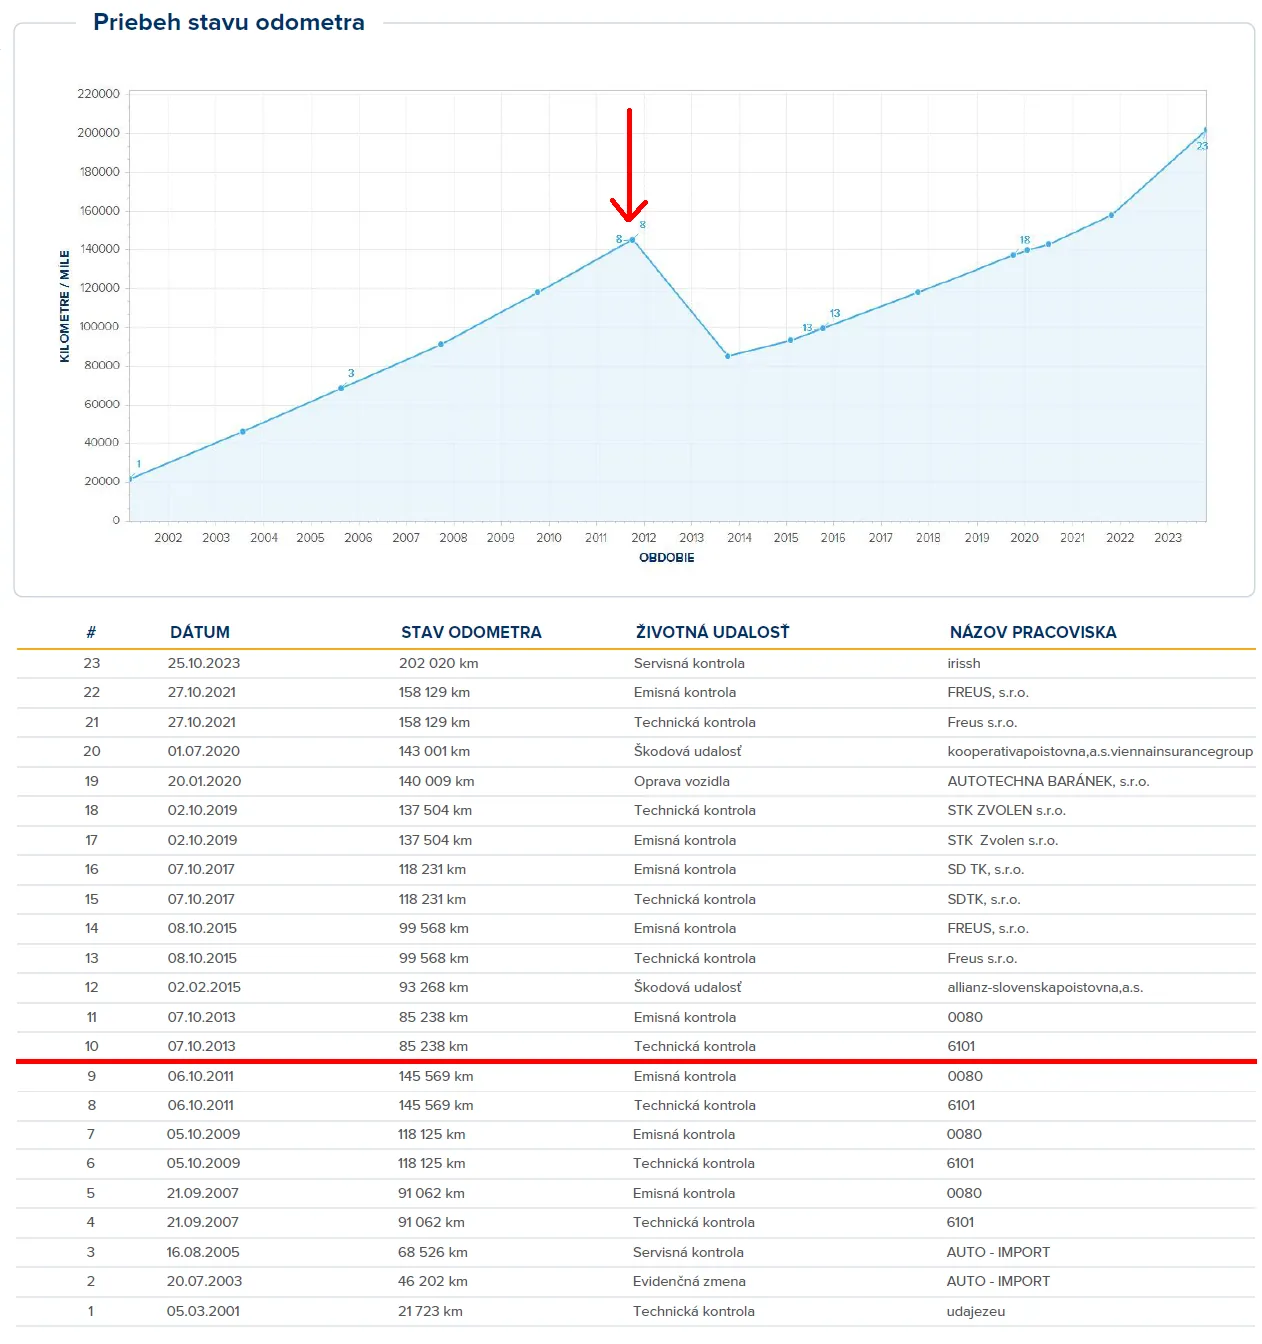 Priebeh stavu odometra
220000
200000
180000
160000
140000
120000
100000
80000
60000
40000
20000
0
KILOMETRE / MILE
1
3
8
8
13
13
18
23
2002 2003 2004 2005 2006 2007 2008 2009 2010 2011 2012 2013 2014 2015 2016 2017 2018 2019 2020 2021 2022 2023
OBDOBIE
# DÁTUM STAV ODOMETRA ŽIVOTNÁ UDALOSŤ NÁZOV PRACOVISKA
23 25.10.2023 202 020 km Servisná kontrola irissh
22 27.10.2021 158 129 km Emisná kontrola FREUS, s.r.o.
21 27.10.2021 158 129 km Technická kontrola Freus s.r.o.
20 01.07.2020 143 001 km Škodová udalosť kooperativapoistovna,a.s.viennainsurancegroup
19 20.01.2020 140 009 km Oprava vozidla AUTOTECHNA BARÁNEK, s.r.o.
18 02.10.2019 137 504 km Technická kontrola STK ZVOLEN s.r.o.
17 02.10.2019 137 504 km Emisná kontrola STK Zvolen s.r.o.
16 07.10.2017 118 231 km Emisná kontrola SD TK, s.r.o.
15 07.10.2017 118 231 km Technická kontrola SDTK, s.r.o.
14 08.10.2015 99 568 km Emisná kontrola FREUS, s.r.o.
13 08.10.2015 99 568 km Technická kontrola Freus s.r.o.
12 02.02.2015 93 268 km Škodová udalosť allianz-slovenskapoistovna,a.s.
11 07.10.2013 85 238 km Emisná kontrola 0080
10 07.10.2013 85 238 km Technická kontrola 6101
9 06.10.2011 145 569 km Emisná kontrola 0080
8 06.10.2011 145 569 km Technická kontrola 6101
7 05.10.2009 118 125 km Emisná kontrola 0080
6 05.10.2009 118 125 km Technická kontrola 6101
5 21.09.2007 91 062 km Emisná kontrola 0080
4 21.09.2007 91 062 km Technická kontrola 6101
3 16.08.2005 68 526 km Servisná kontrola AUTO - IMPORT
2 20.07.2003 46 202 km Evidenčná zmena AUTO - IMPORT
1 05.03.2001 21 723 km Technická kontrola udajezeu